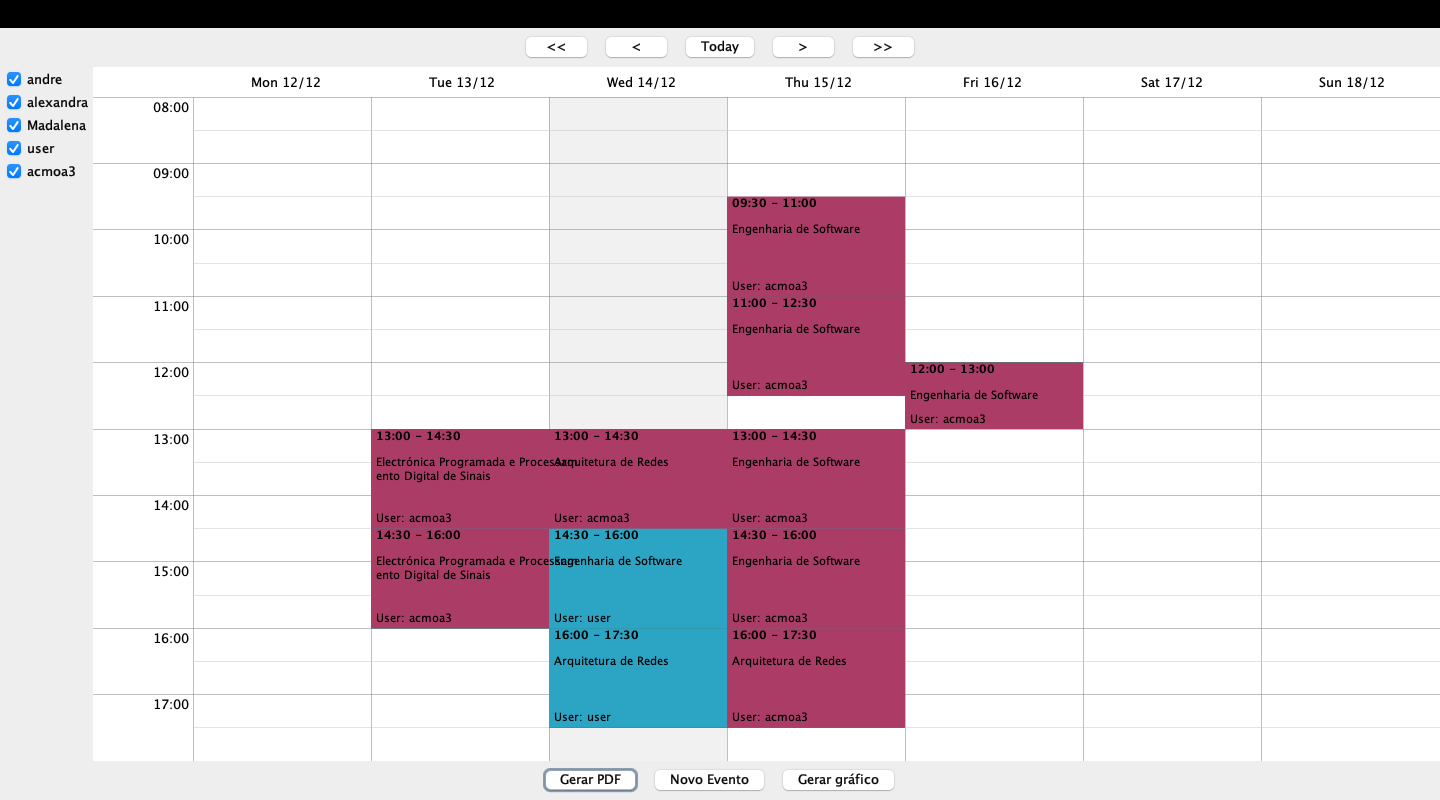 << < Today > >>
andre
alexandra
Madalena
user
acmoa3
Mon 12/12 Tue 13/12 Wed 14/12 Thu 15/12 Fri 16/12 Sat 17/12 Sun 18/12
08:00
09:00
10:00
11:00
12:00
13:00
14:00
15:00
16:00
17:00
13:00 - 14:30
Electrónica Programada e Processam
ento Digital de Sinais
User: acmoa3
14:30 - 16:00
Electrónica Programada e Processam
ento Digital de Sinais
User: acmoa3
13:00 - 14:30
Arquitetura de Redes
User: acmoa3
14:30 - 16:00
Engenharia de Software
User: user
16:00 - 17:30
Arquitetura de Redes
User: user
09:30 - 11:00
Engenharia de Software
User: acmoa3
11:00 - 12:30
Engenharia de Software
User: acmoa3
13:00 - 14:30
Engenharia de Software
User: acmoa3
14:30 - 16:00
Engenharia de Software
User: acmoa3
16:00 - 17:30
Arquitetura de Redes
User: acmoa3
12:00 - 13:00
Engenharia de Software
User: acmoa3
Gerar PDF Novo Evento Gerar gráfico